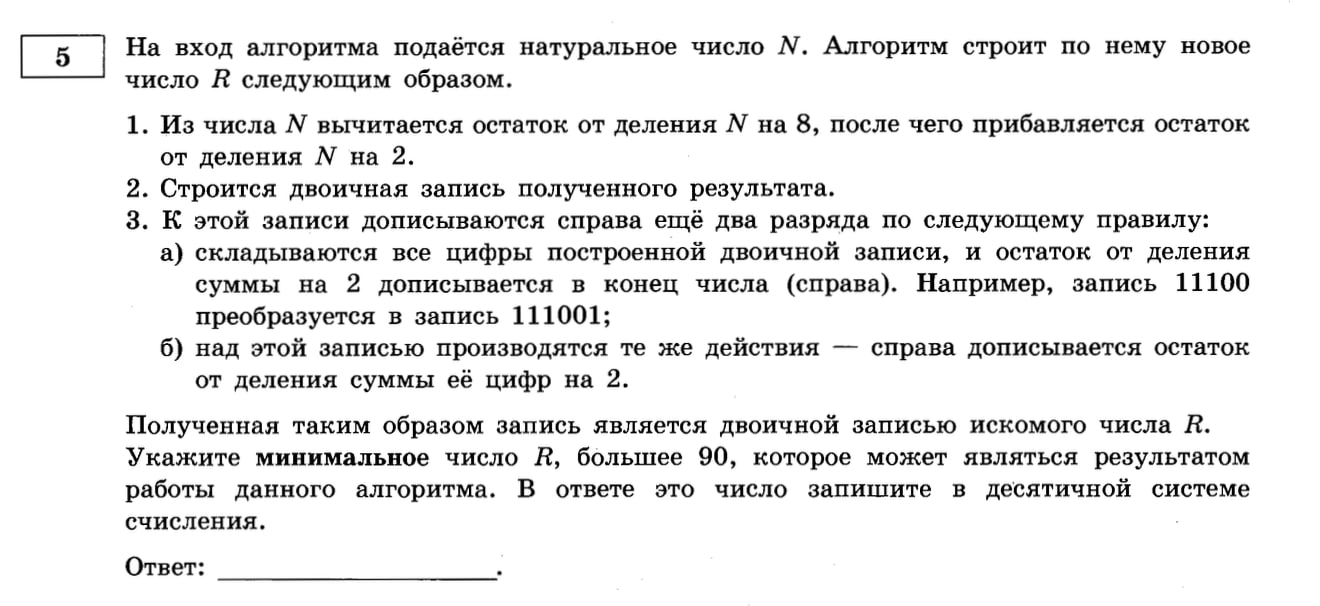 5
На вход алгоритма подаётся натуральное число N. Алгоритм строит по нему новое
число R следующим образом.
1. Из числа N вычитается остаток от деления N на 8, после чего прибавляется остаток
от деления N на 2.
2. Строится двоичная запись полученного результата.
3. К этой записи дописываются справа ещё два разряда по следующему правилу:
а) складываются все цифры построенной двоичной записи, и остаток от деления
суммы на 2 дописывается в конец числа (справа). Например, запись 11100
преобразуется в запись 111001;
б) над этой записью производятся те же действия — справа дописывается остаток
от деления суммы её цифр на 2.
Полученная таким образом запись является двоичной записью искомого числа R.
Укажите минимальное число R, большее 90, которое может являться результатом
работы данного алгоритма. В ответе это число запишите в десятичной системе
счисления.
Ответ: ____________________.